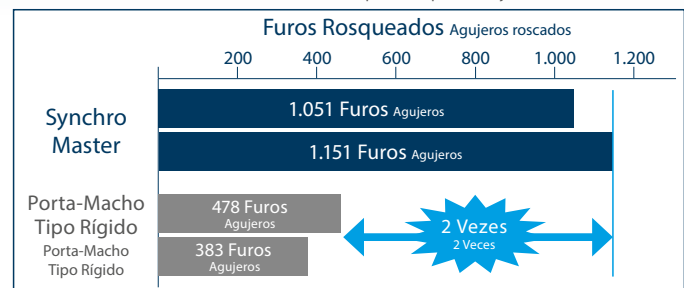 Furos Rosqueados Agujeros roscados
200 400 600 800 1.000 1.200
Synchro
Master
1.051 Furos Agujeros
1.151 Furos Agujeros
Porta-Macho
Tipo Rígido
Porta-Macho
Tipo Rígido
478 Furos
Agujeros
383 Furos
Agujeros
2 Vezes
2 Veces